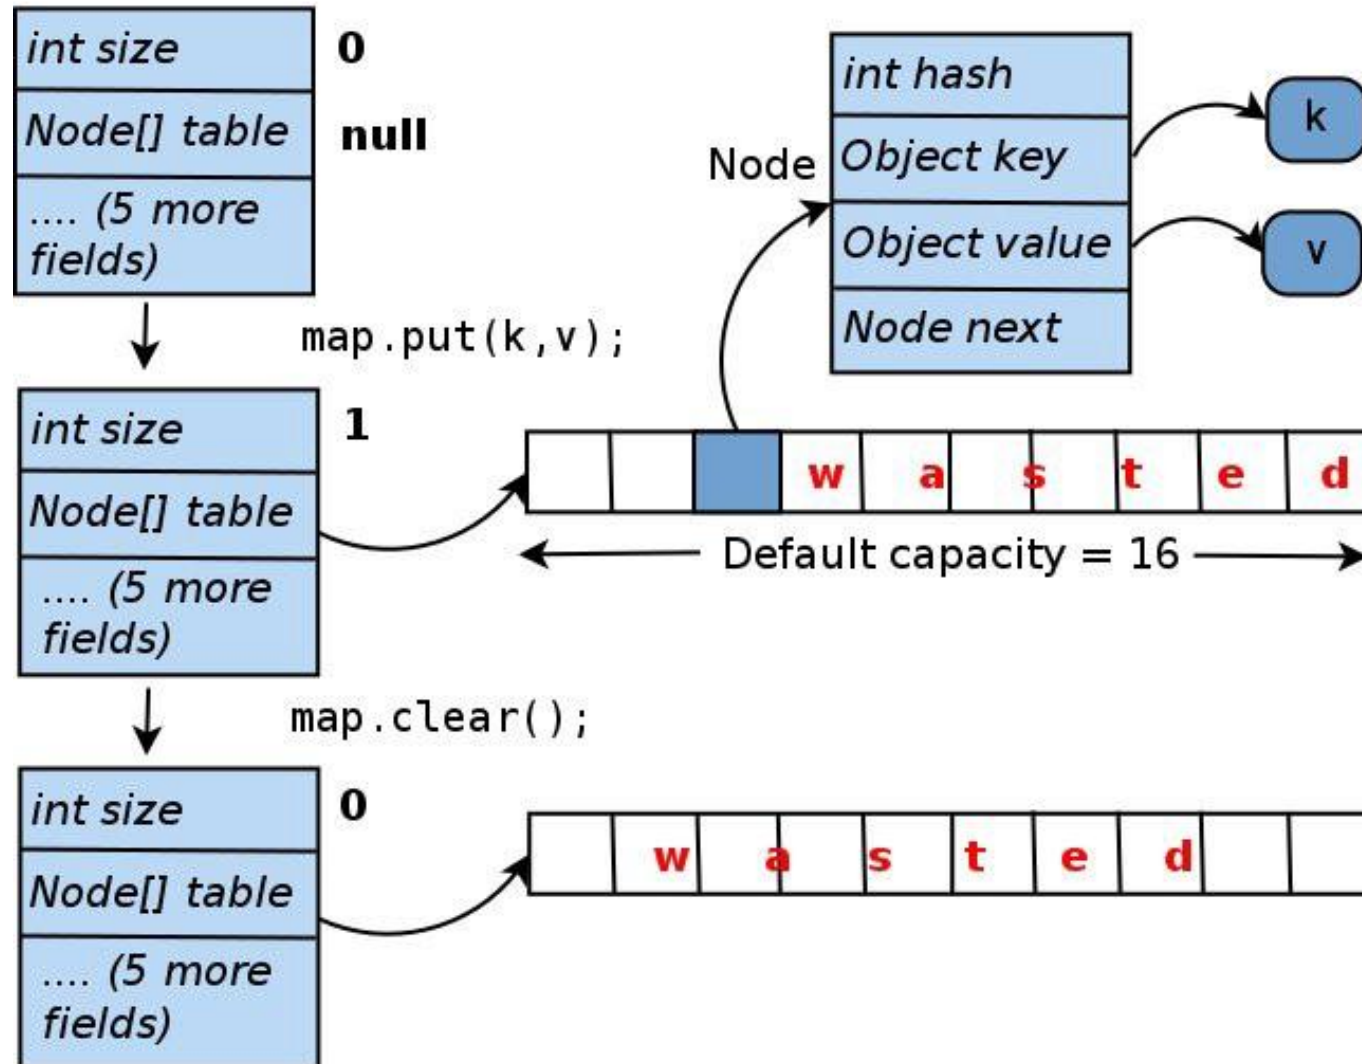 int size
0
Node[] table
null
.... (5 more
fields)
Node
int hash
Object key
Object value
Node next
k
v
map.put(k,v);
int size
1
Node[] table
.... (5 more
fields)
w a s t e d
Default capacity = 16
map.clear();
int size
0
Node[] table
.... (5 more
fields)
w a s t e d